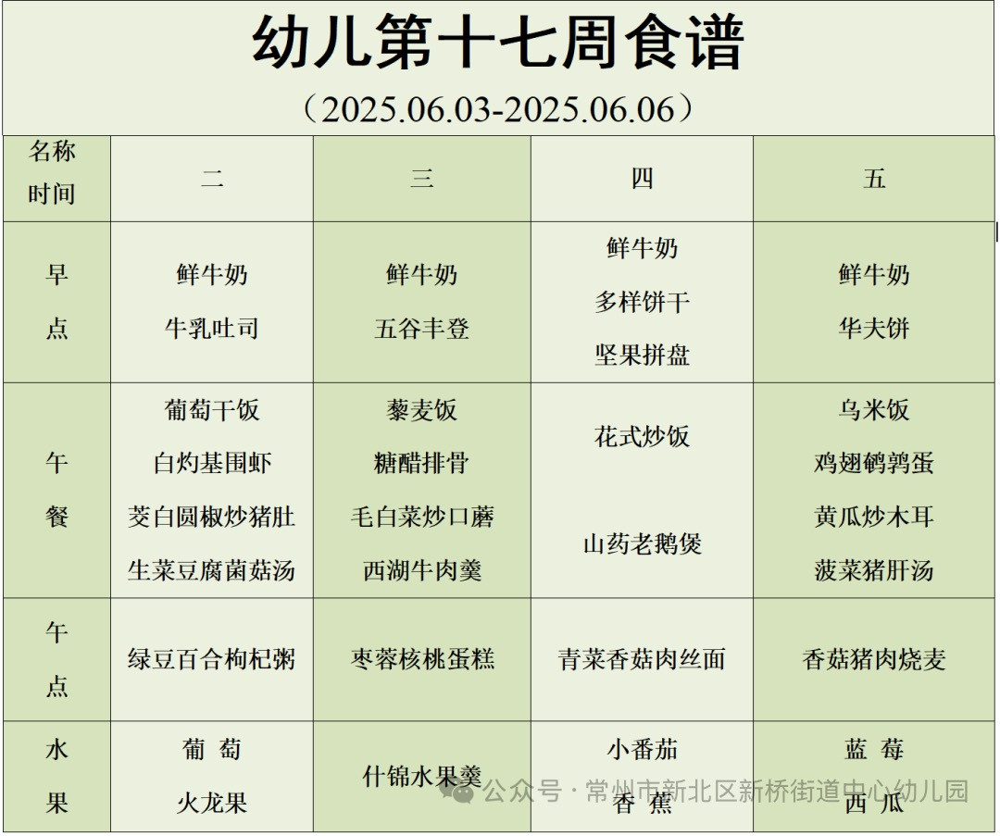 幼儿第十七周食谱
（2025.06.03-2025.06.06）
名称
时间
二
三
四
五
早
点
鲜牛奶
牛乳吐司
鲜牛奶
五谷丰登
鲜牛奶
多样饼干
坚果拼盘
鲜牛奶
华夫饼
午
餐
葡萄干饭
白灼基围虾
茭白圆椒炒猪肚
生菜豆腐菌菇汤
藜麦饭
糖醋排骨
毛白菜炒口蘑
西湖牛肉羹
花式炒饭
山药老鹅煲
乌米饭
鸡翅鹌鹑蛋
黄瓜炒木耳
菠菜猪肝汤
午
点
绿豆百合枸杞粥
枣蓉核桃蛋糕
青菜香菇肉丝面
香菇猪肉烧麦
水
果
葡 萄
火龙果
什锦水果羹
小番茄
香 蕉
蓝 莓
西 瓜
公众号·常州市新北区新桥街道中心幼儿园